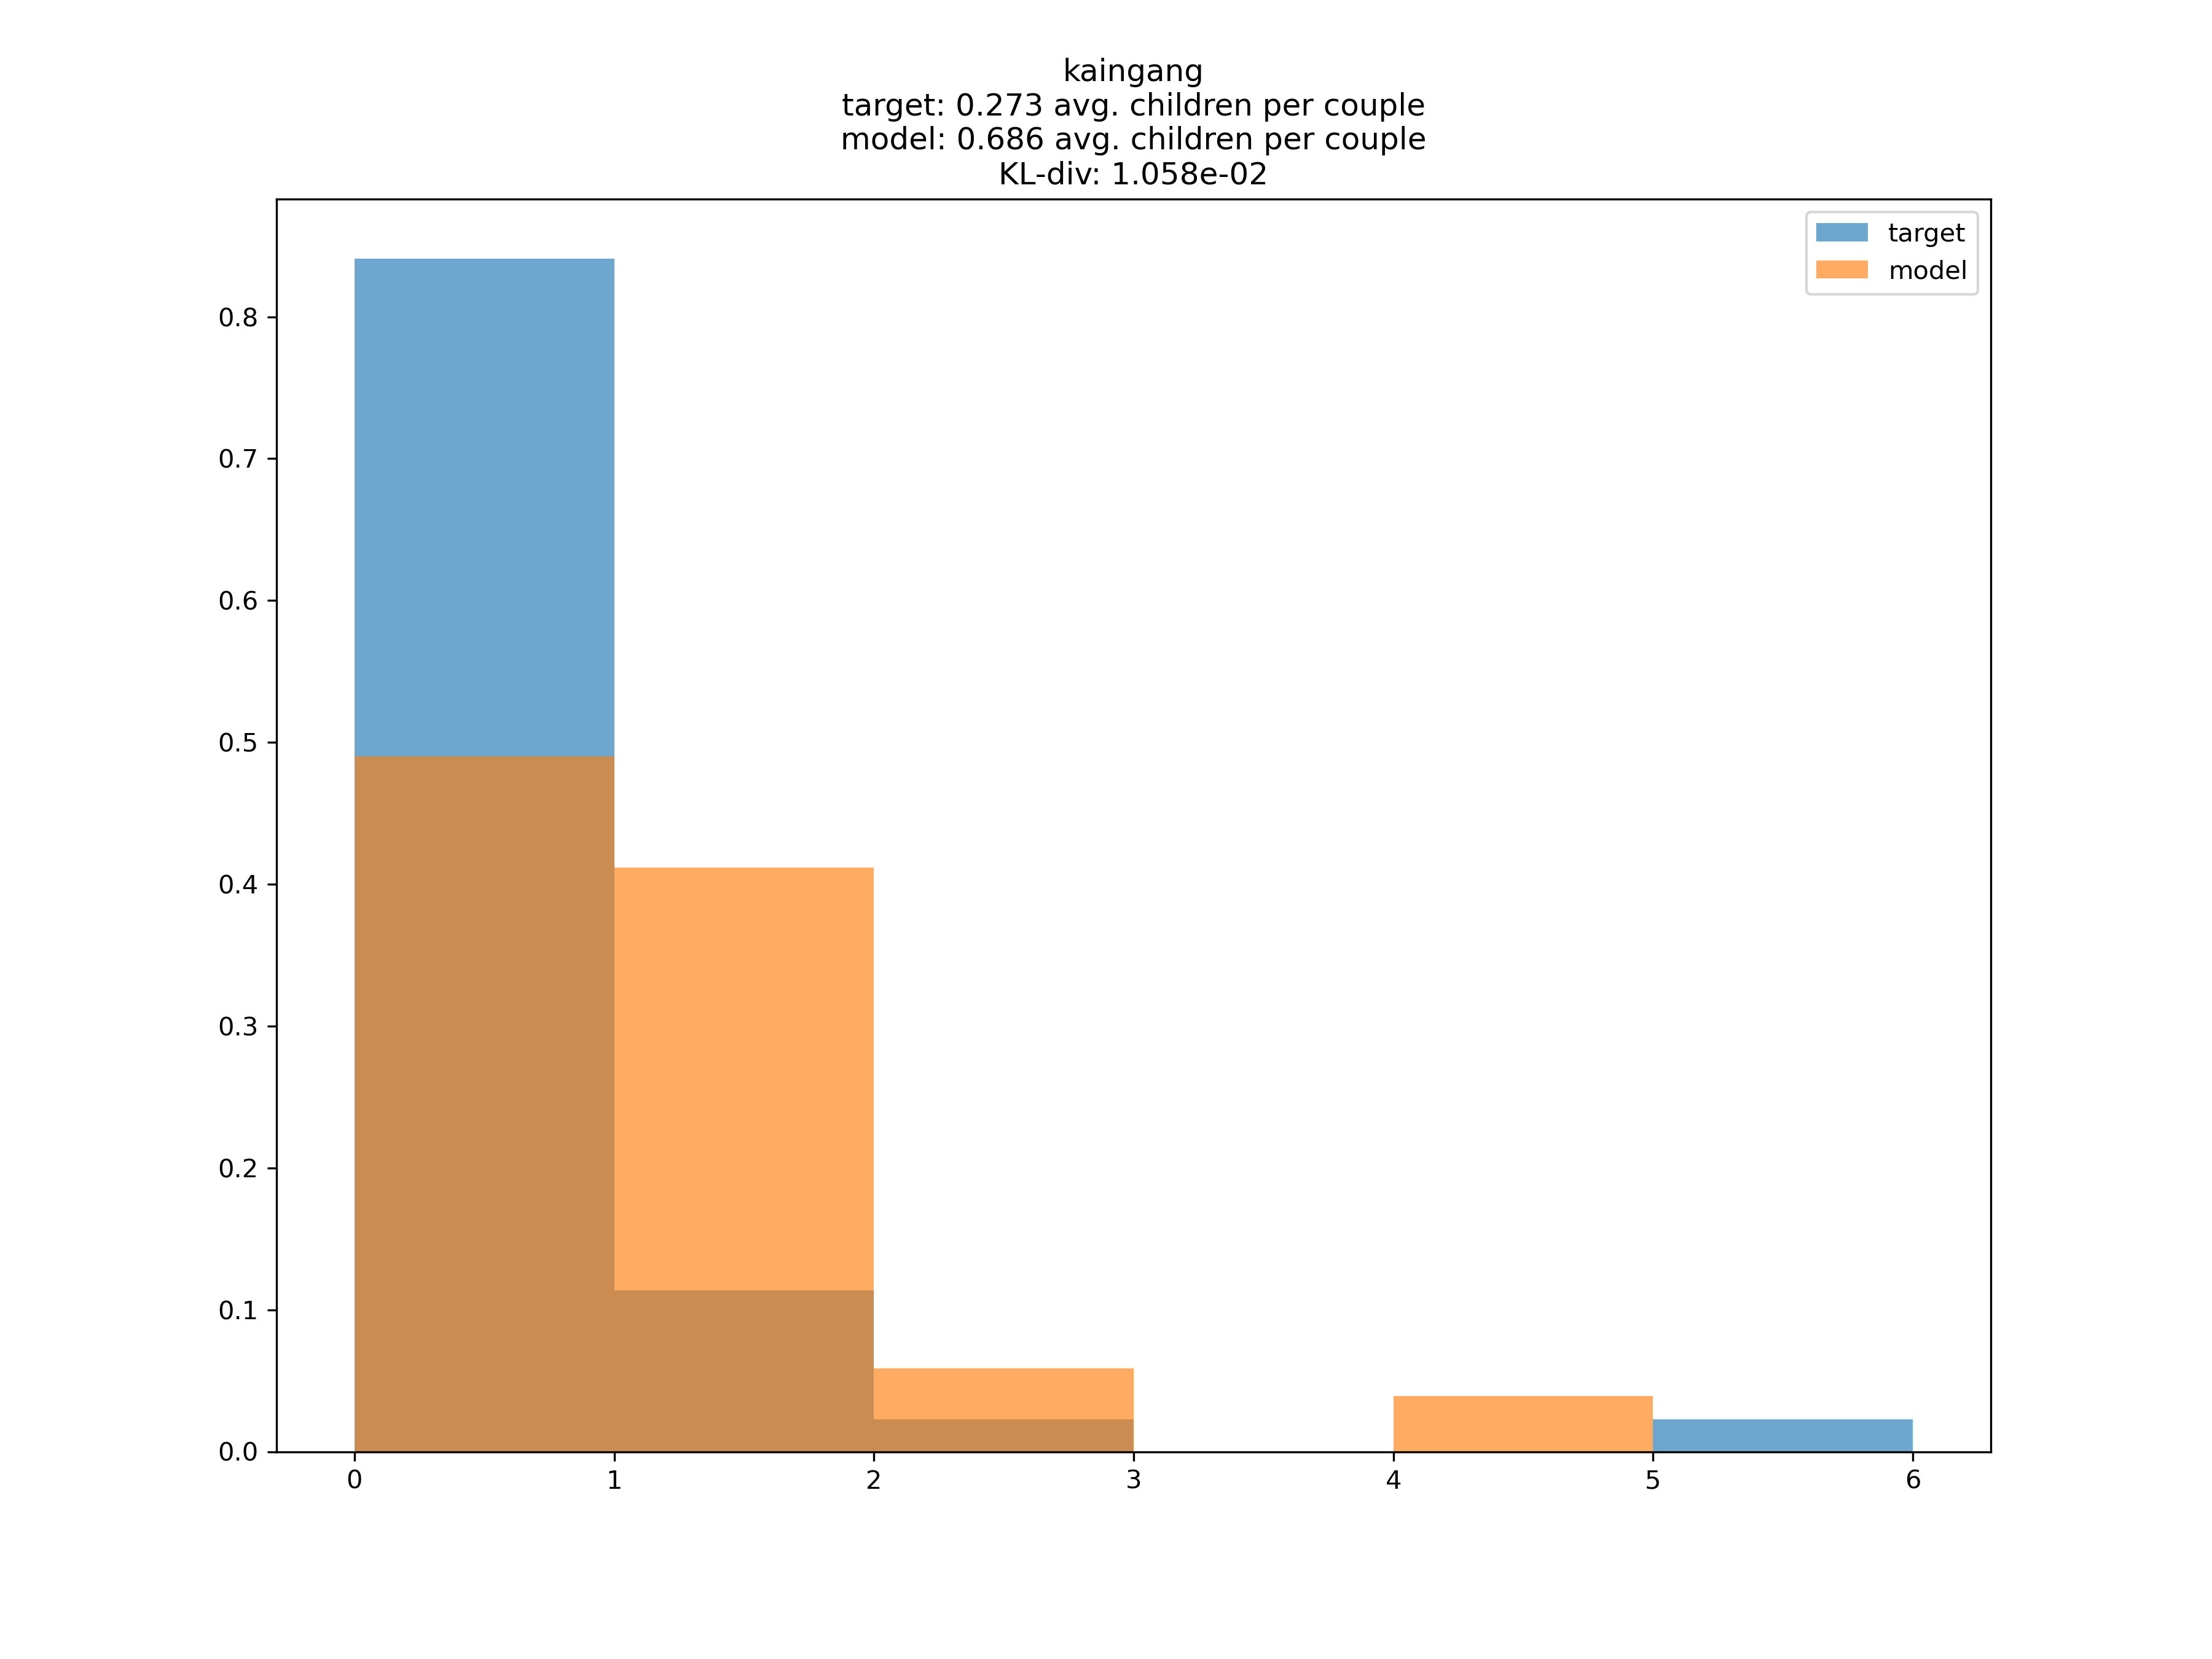 kaingang
target: 0.273 avg. children per couple
model: 0.686 avg. children per couple
KL-div: 1.058e-02
target
model
0.8
0.7
0.6
0.5
0.4
0.3
0.2
0.1
0.0
0 1 2 3 4 5 6